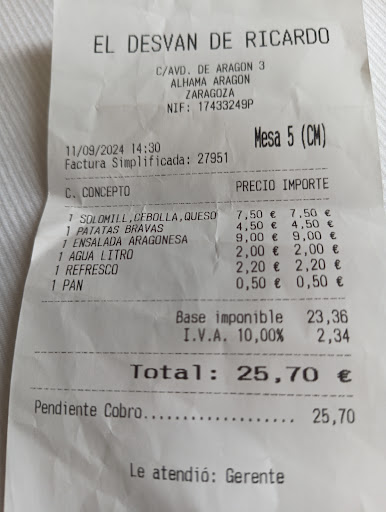 EL DESVAN DE RICARDO
C/AVD. DE ARAGON 3
ALHAMA ARAGON
ZARAGOZA
NIF: 17433249P
Mesa 5 (CM)
11/09/2024 14:30
Factura Simplificada: 27951
C. CONCEPTO PRECIO IMPORTE
1 SOLOMILL,CEBOLLA,QUESO 7,50 € 7,50 €
1 PATATAS BRAVAS 4,50 € 4,50 €
1 ENSALADA ARAGONESA 9,00 € 9,00 €
1 AGUA LITRO 2,00 € 2,00 €
1 REFRESCO 2,20 € 2,20 €
1 PAN 0,50 € 0,50 €
Base imponible 23,36
I.V.A. 10,00% 2,34
Total: 25,70 €
Pendiente Cobro................... 25,70
Le atendió: Gerente